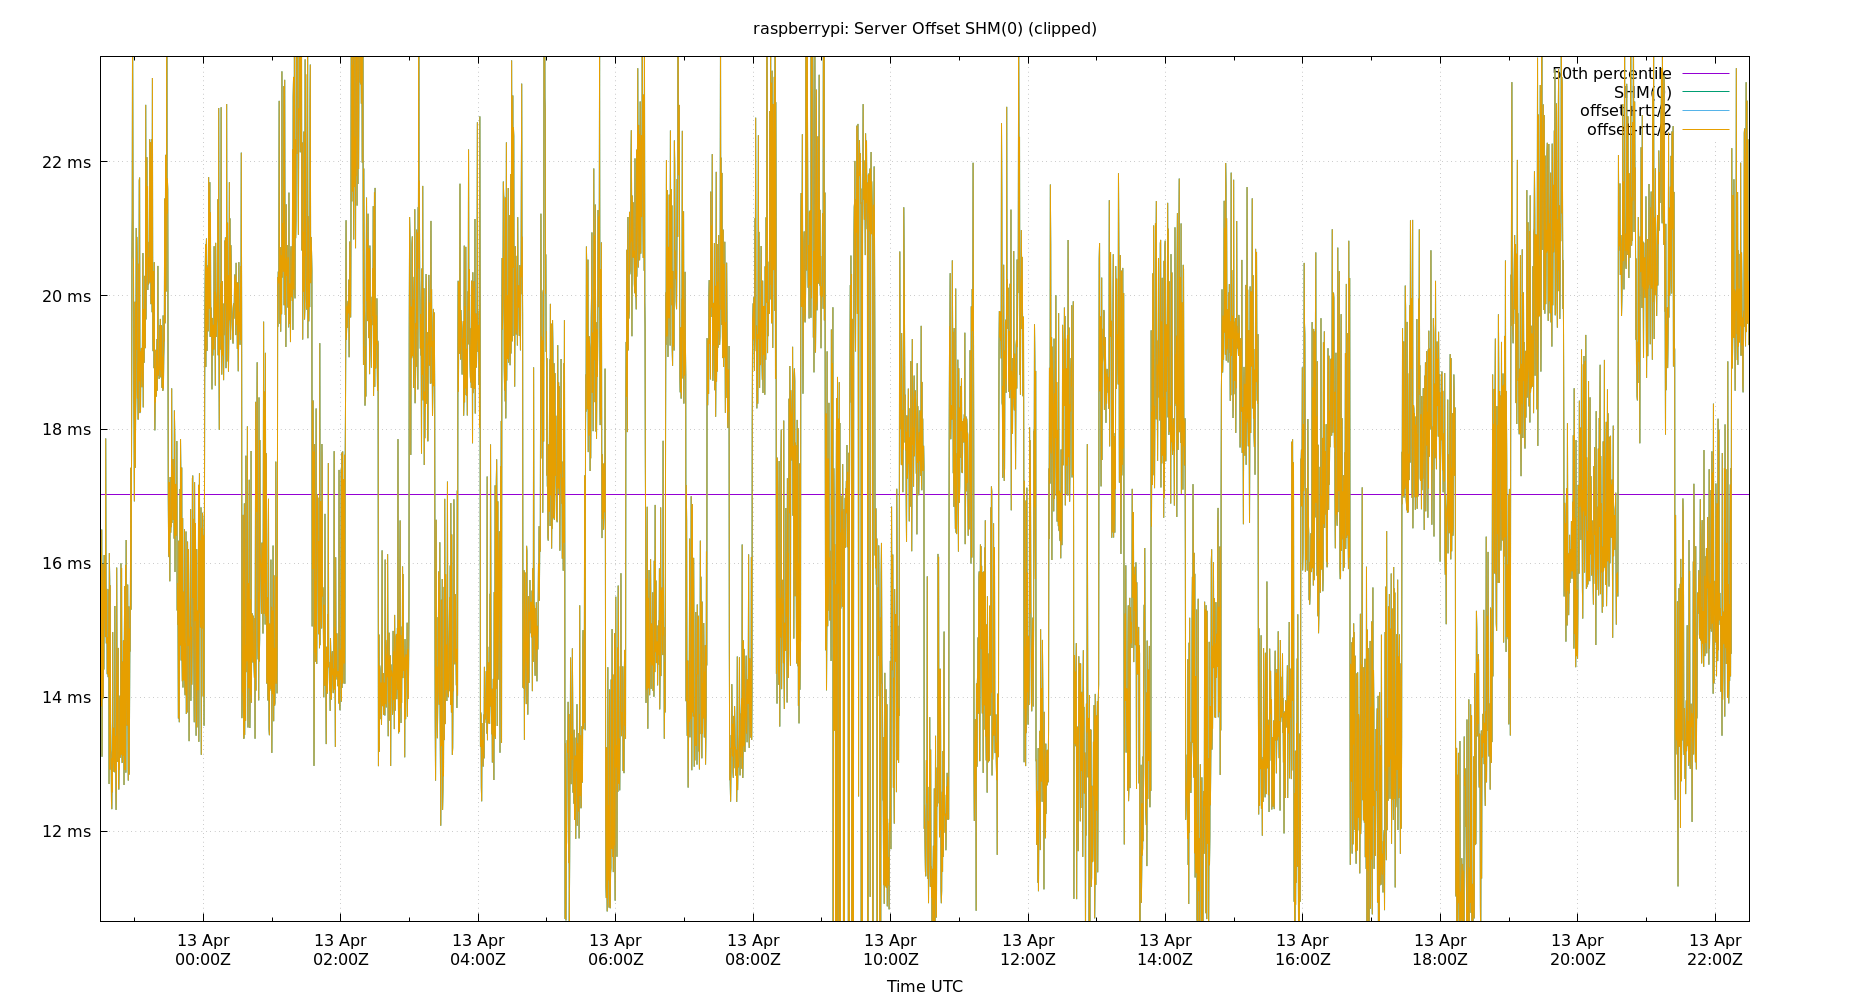 raspberrypi: Server Offset SHM(0) (clipped)
50th percentile
SHM(0)
offset+rtt/2
offset-rtt/2
22 ms
20 ms
18 ms
16 ms
14 ms
12 ms
13 Apr 13 Apr 13 Apr 13 Apr 13 Apr 13 Apr 13 Apr 13 Apr 13 Apr 13 Apr 13 Apr 13 Apr
00:00Z 02:00Z 04:00Z 06:00Z 08:00Z 10:00Z 12:00Z 14:00Z 16:00Z 18:00Z 20:00Z 22:00Z
Time UTC